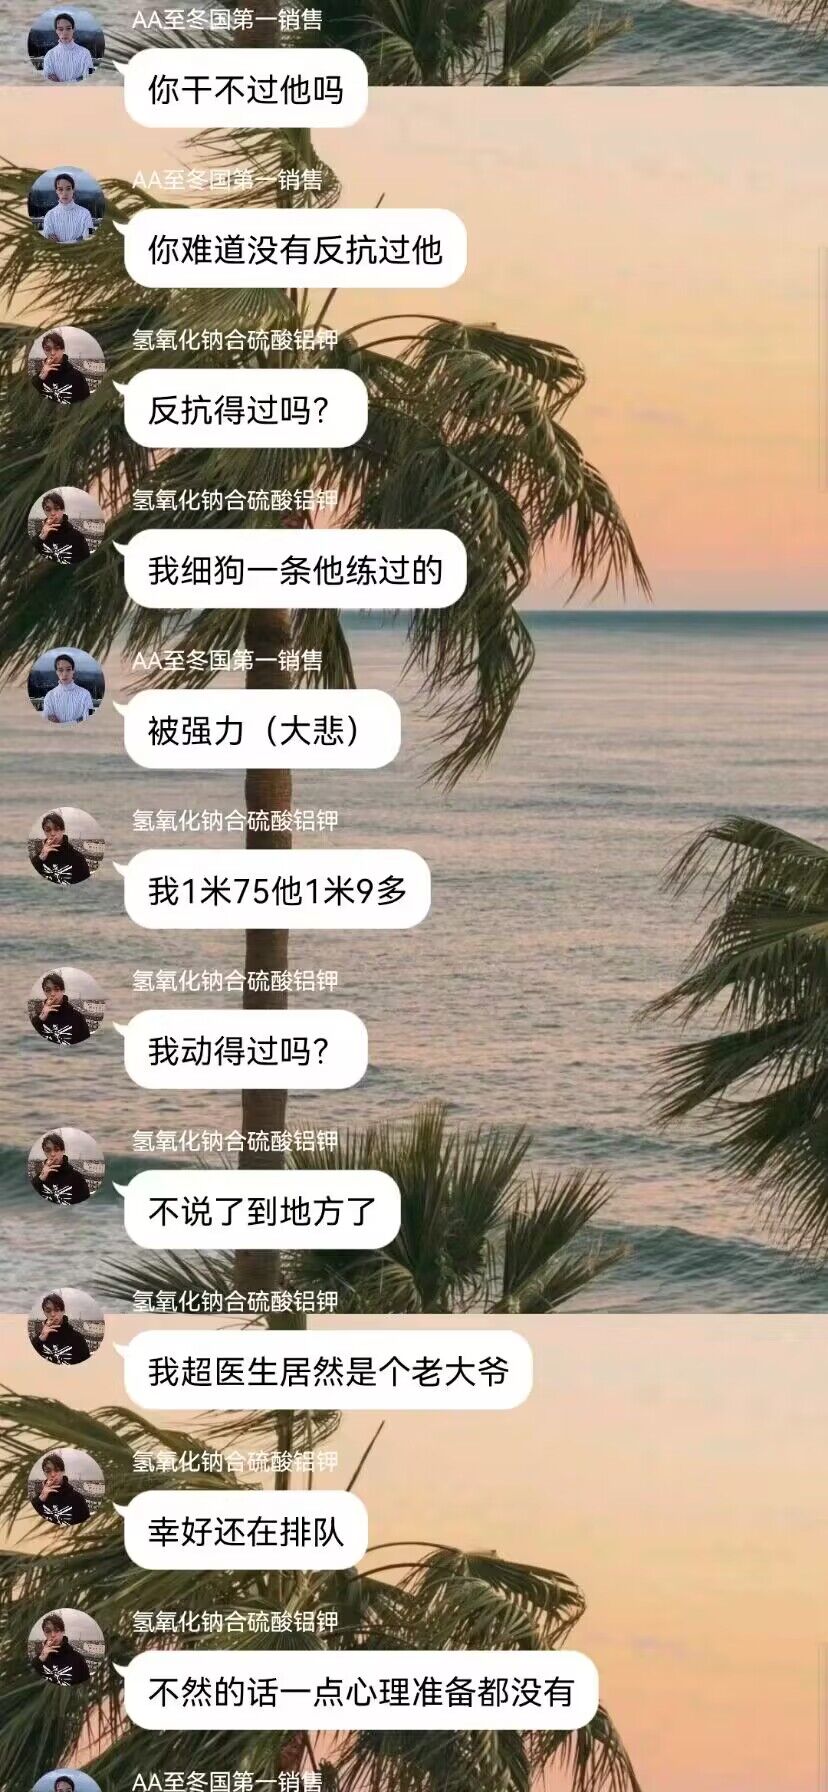 AA至冬国第一销售
你干不过他吗
AA至冬国第一销售
你难道没有反抗过他
氢氧化钠合硫酸铝钾
反抗得过吗？
氢氧化钠合硫酸铝钾
我细狗一条他练过的
AA至冬国第一销售
被强力（大悲）
氢氧化钠合硫酸铝钾
我1米75他1米9多
氢氧化钠合硫酸铝钾
我动得过吗？
氢氧化钠合硫酸铝钾
不说了到地方了
氢氧化钠合硫酸铝钾
我超医生居然是个老大爷
氢氧化钠合硫酸铝钾
幸好还在排队
氢氧化钠合硫酸铝钾
不然的话一点心理准备都没有
AA至冬国第一销售